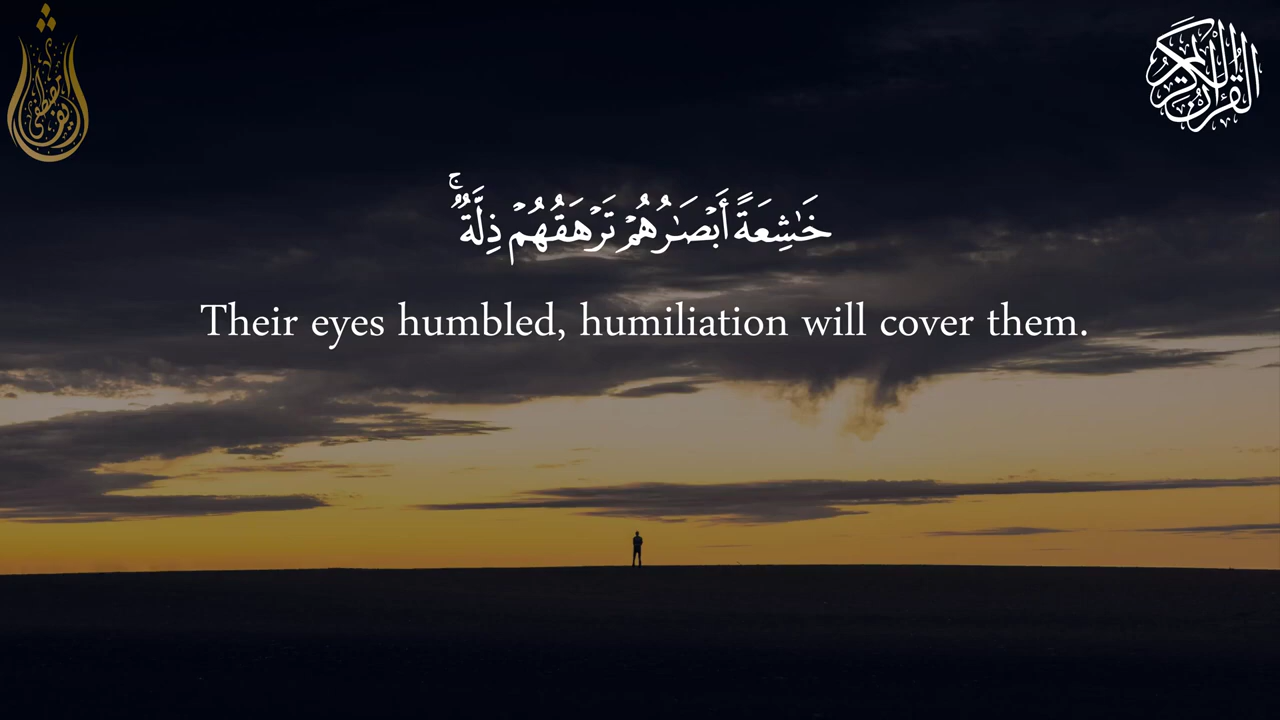 القرآن الكريم
خَٰشِعَةً أَبْصَٰرُهُمْ تَرْهَقُهُمْ ذِلَّةٌۭ ۚ
Their eyes humbled, humiliation will cover them.